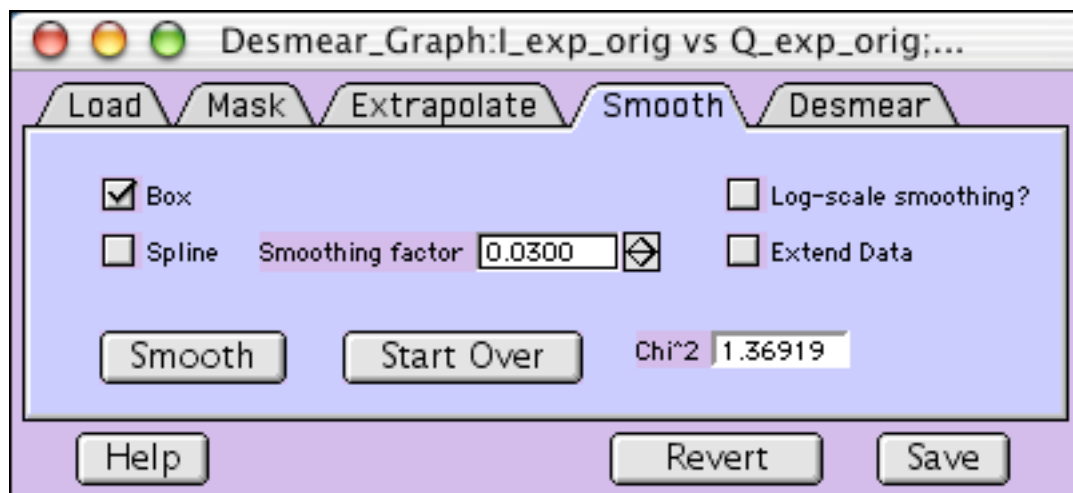 Desmear_Graph:I_exp_orig vs Q_exp_orig;...
Load Mask Extrapolate Smooth Desmear
Box Log-scale smoothing?
Spline Smoothing factor 0.0300 Extend Data
Smooth Start Over Chi^2 1.36919
Help Revert Save